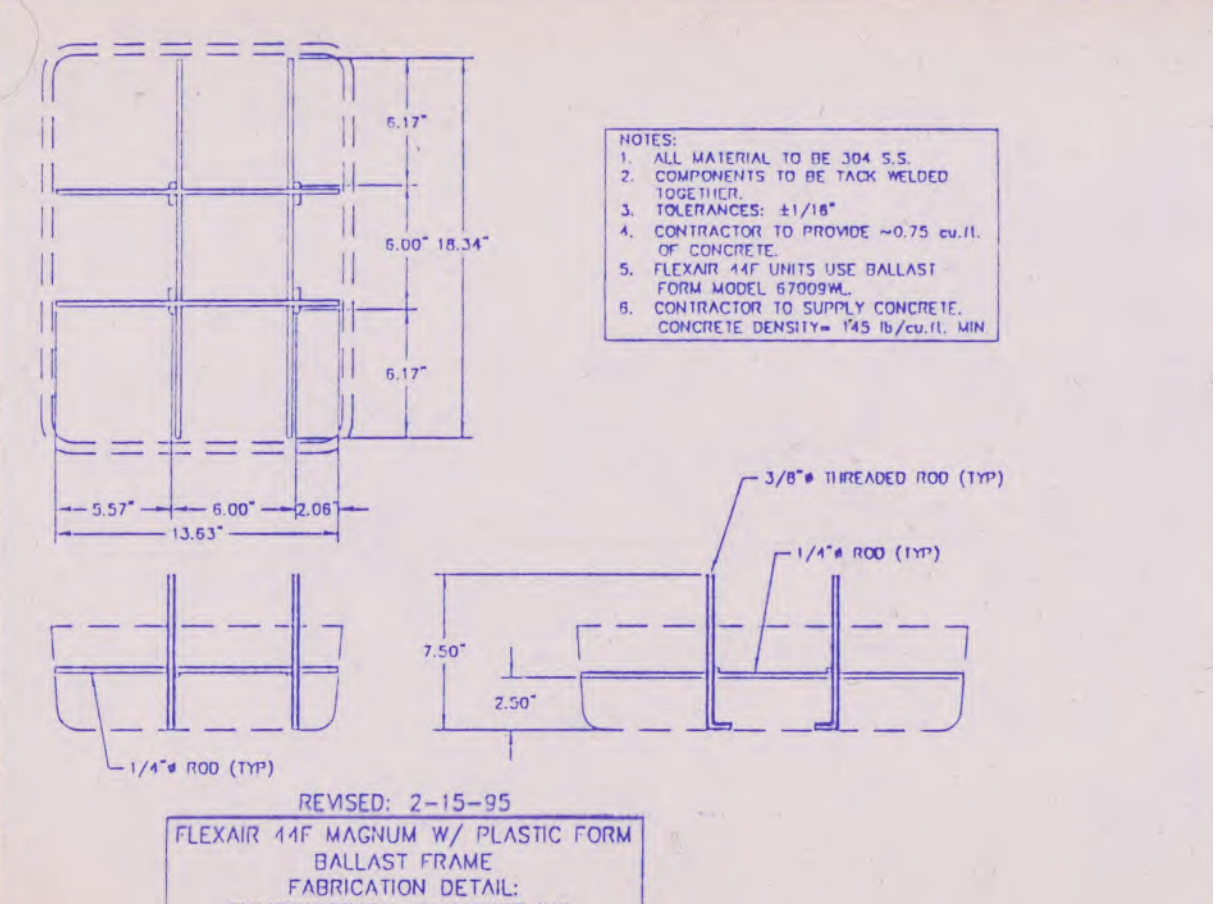 6.17"
6.00" 18.34"
6.17"
5.57" 6.00" 2.06"
13.63"
NOTES:
1. ALL MATERIAL TO BE 304 S.S.
2. COMPONENTS TO BE TACK WELDED
TOGETHER.
3. TOLERANCES: ±1/16"
4. CONTRACTOR TO PROVIDE ~0.75 cu.ft.
OF CONCRETE.
5. FLEXAIR 44F UNITS USE BALLAST
FORM MODEL 67009WL.
6. CONTRACTOR TO SUPPLY CONCRETE.
CONCRETE DENSITY= 145 lb/cu.ft. MIN.
3/8"ø THREADED ROD (TYP)
1/4"ø ROD (TYP)
7.50"
2.50"
1/4"ø ROD (TYP)
REVISED: 2-15-95
FLEXAIR 44F MAGNUM W/ PLASTIC FORM
BALLAST FRAME
FABRICATION DETAIL: